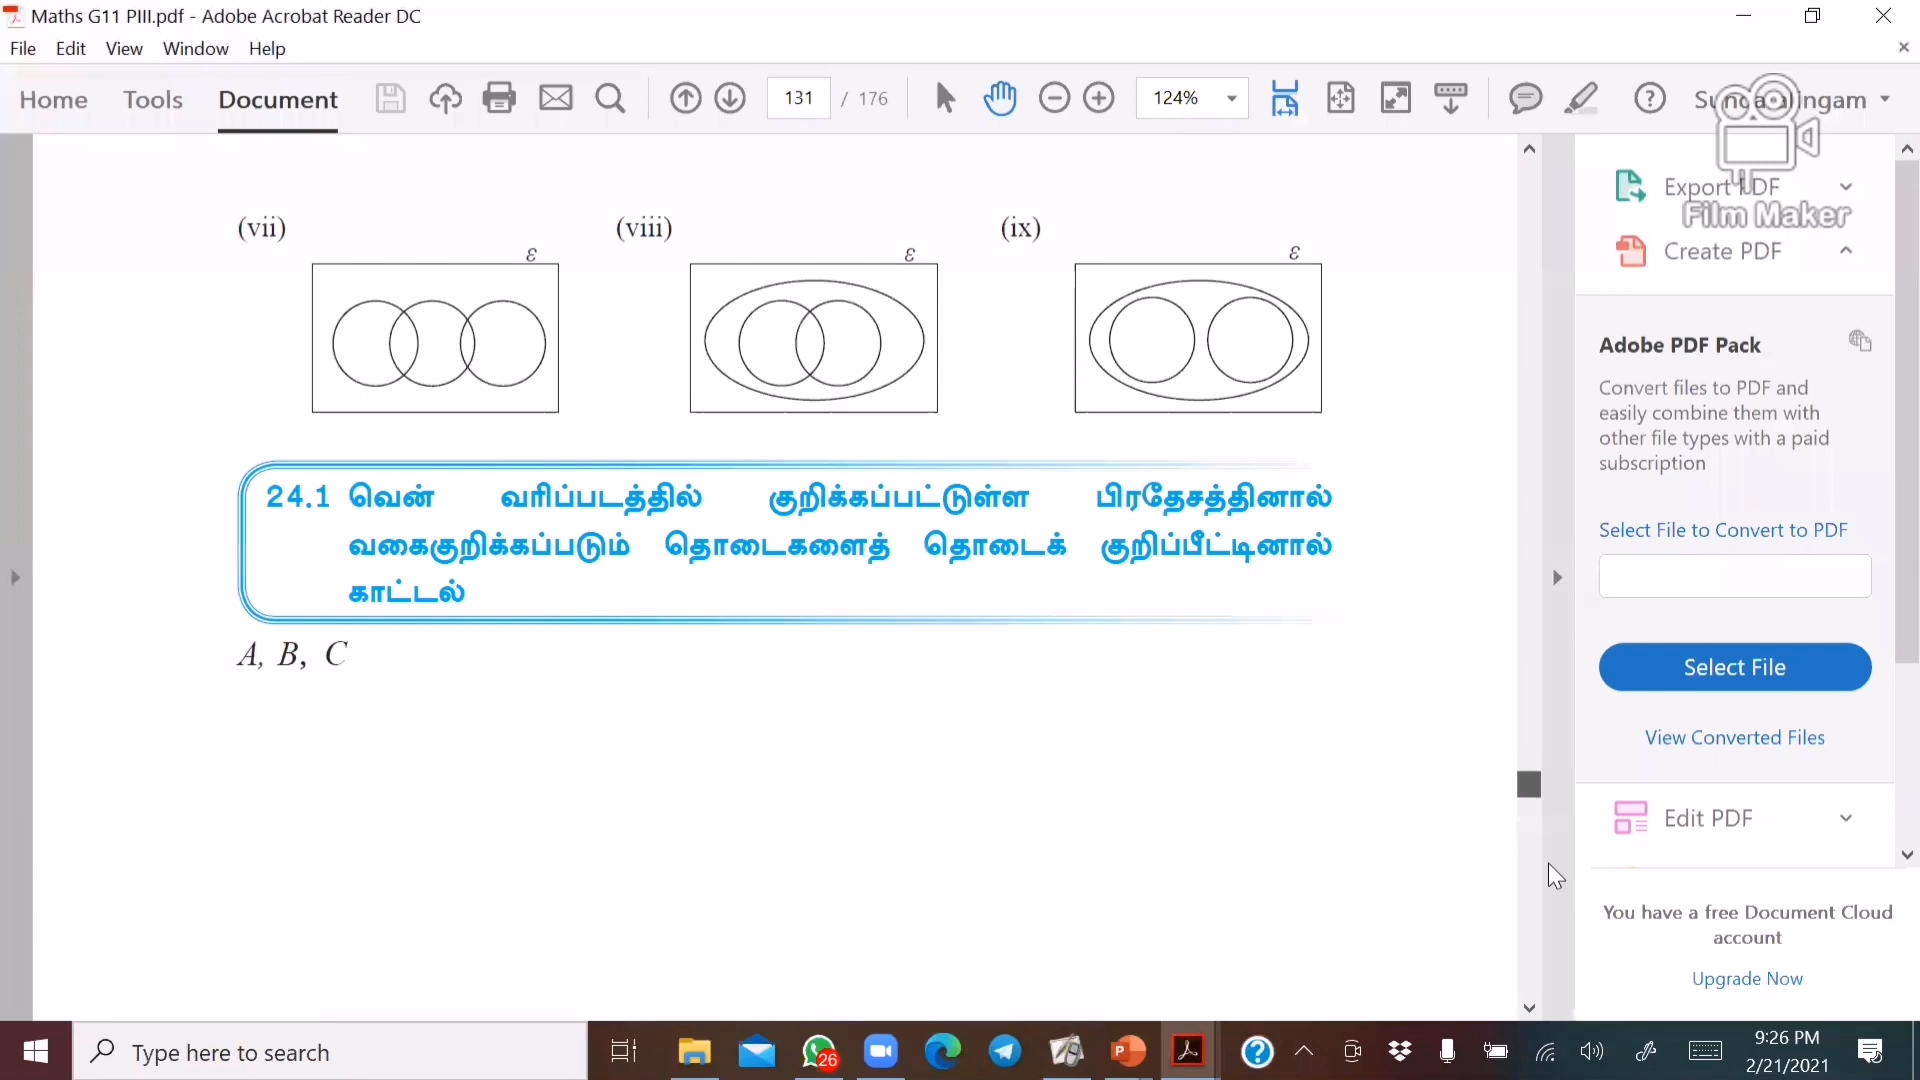 Maths G11 PIII.pdf - Adobe Acrobat Reader DC
File Edit View Window Help
Home Tools Document 131 / 176 124%
Film Maker
(vii) (viii) (ix)
ε ε ε
24.1 வென் வரிப்படத்தில் குறிக்கப்பட்டுள்ள பிரதேசத்தினால்
வகைகுறிக்கப்படும் தொடைகளைத் தொடைக் குறிப்பீட்டினால்
காட்டல்
A, B, C
Export PDF
Create PDF
Adobe PDF Pack
Convert files to PDF and
easily combine them with
other file types with a paid
subscription
Select File to Convert to PDF
Select File
View Converted Files
Edit PDF
You have a free Document Cloud
account
Upgrade Now
Type here to search
26
9:26 PM
2/21/2021